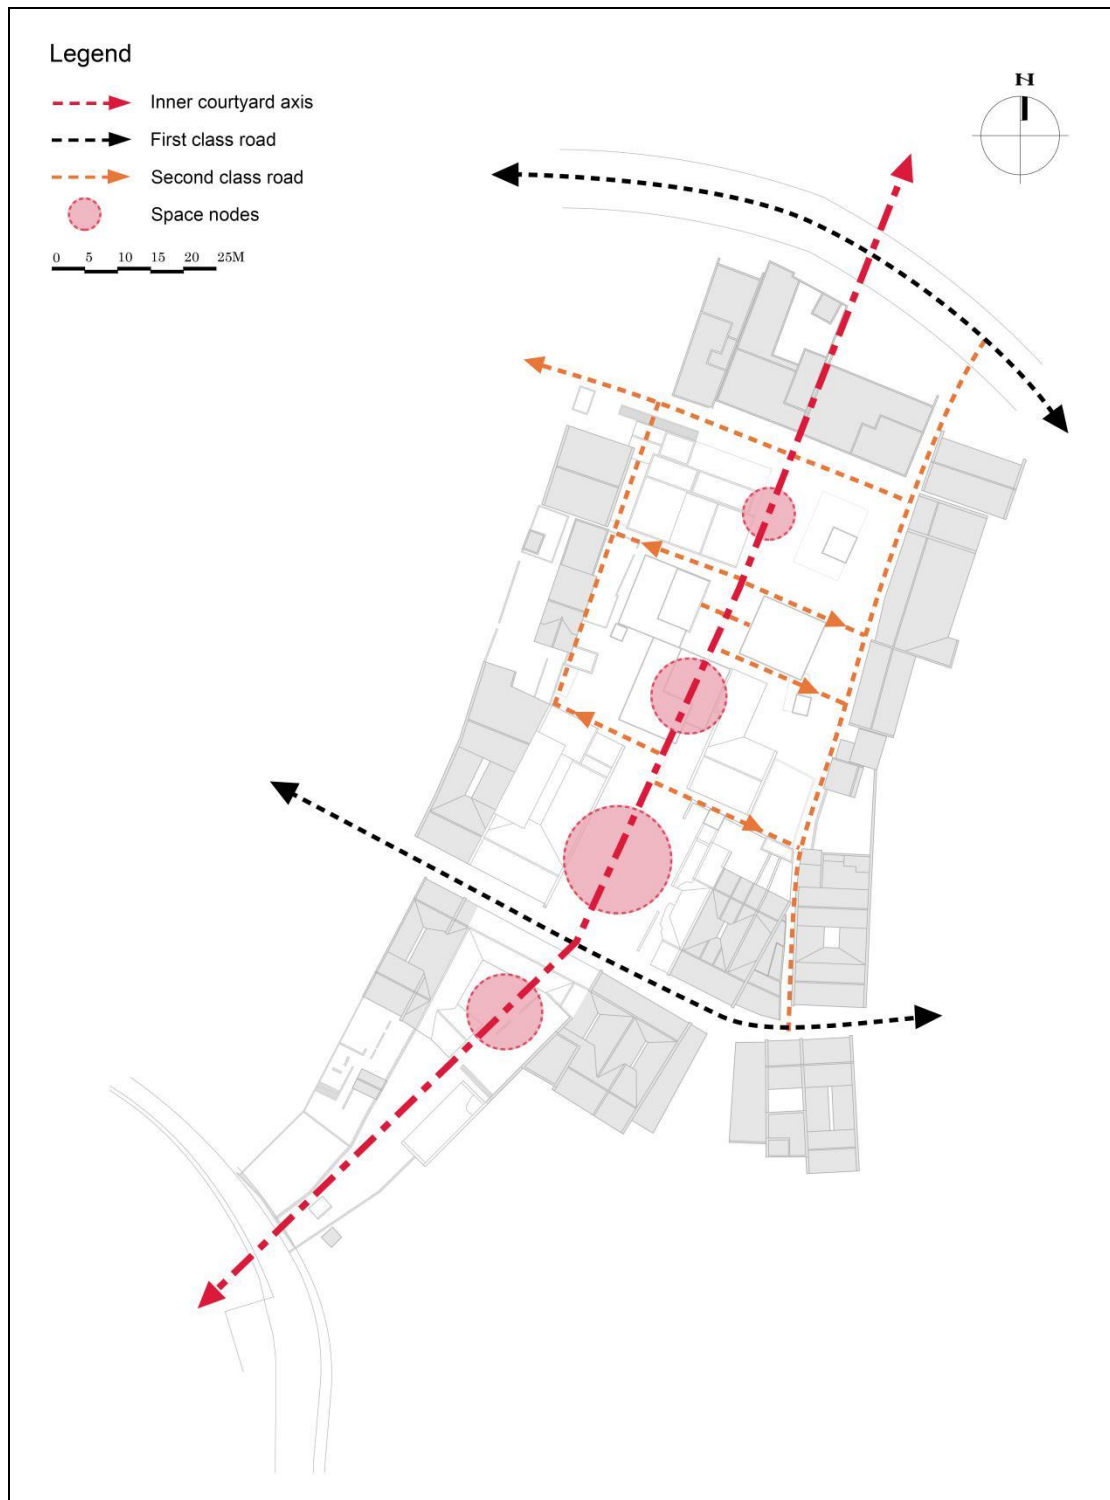 Legend
N
Inner courtyard axis
First class road
Second class road
Space nodes
0 5 10 15 20 25M